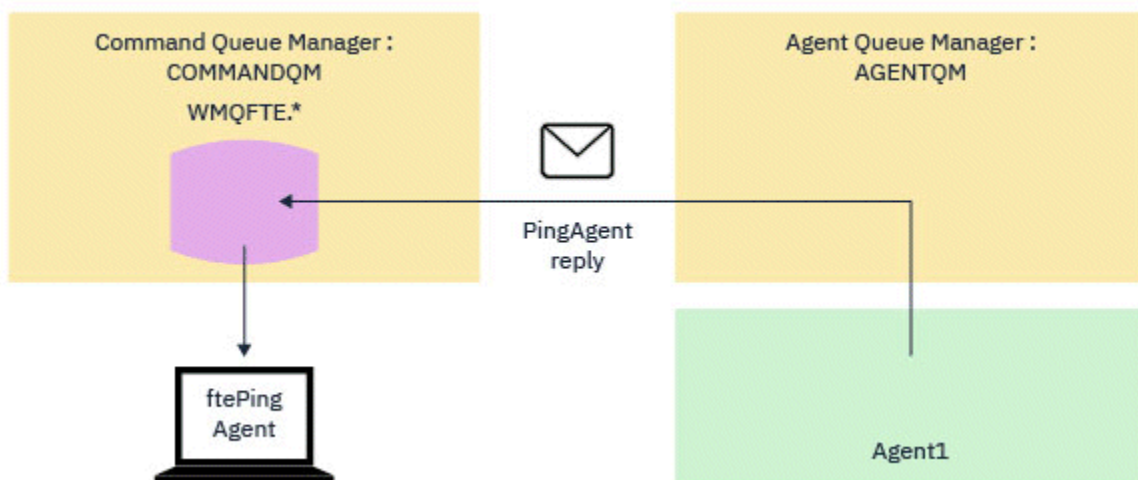 Command Queue Manager :
COMMANDQM
WMQFTE.*
Agent Queue Manager :
AGENTQM
PingAgent
reply
ftePing
Agent
Agent1